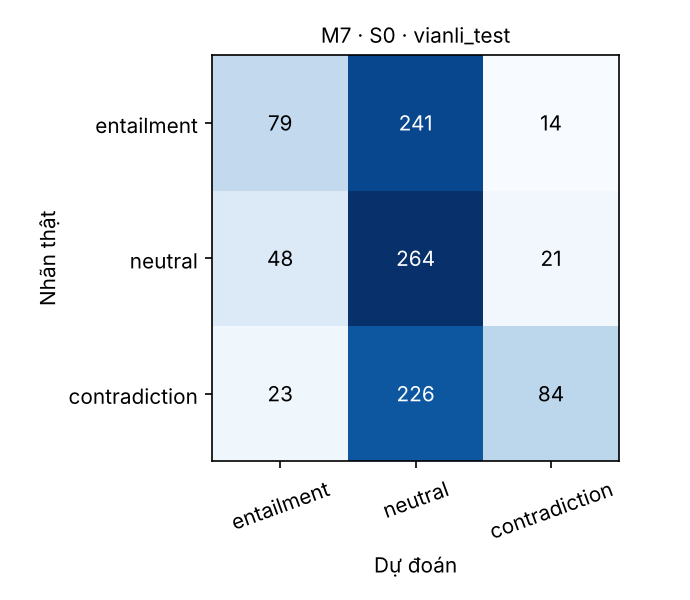 M7 · S0 · vianli_test
entailment 79 241 14
neutral 48 264 21
contradiction 23 226 84
Nhãn thật
entailment neutral contradiction
Dự đoán